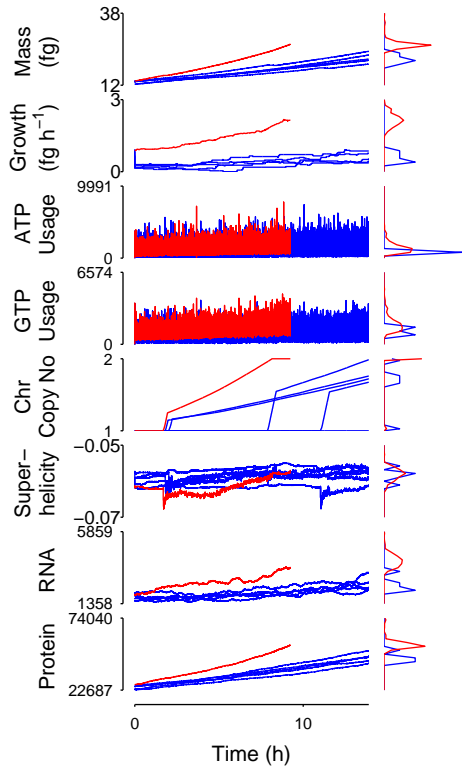 38
Mass
(fg)
12
3
Growth
(fg h⁻¹)
0
9991
ATP
Usage
0
6574
GTP
Usage
0
2
Chr
Copy No
1
−0.05
Super−
helicity
−0.07
5859
RNA
1358
74040
Protein
22687
0 10
Time (h)